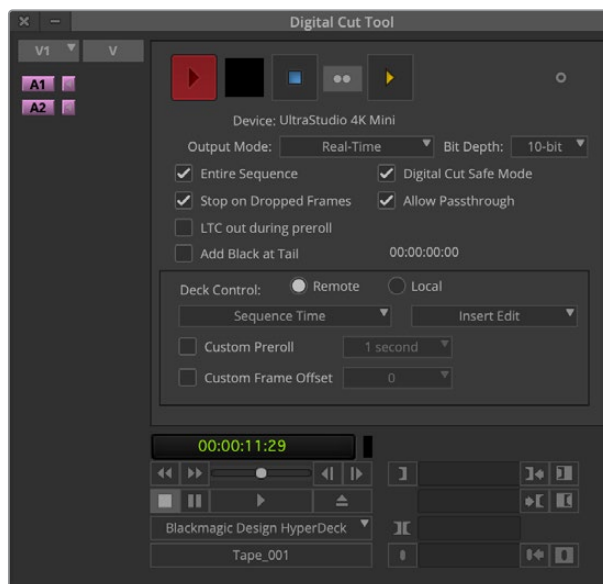 Digital Cut Tool
V1 V
A1
A2
Device: UltraStudio 4K Mini
Output Mode: Real-Time Bit Depth: 10-bit
Entire Sequence Digital Cut Safe Mode
Stop on Dropped Frames Allow Passthrough
LTC out during preroll
Add Black at Tail 00:00:00:00
Deck Control: Remote Local
Sequence Time Insert Edit
Custom Preroll 1 second
Custom Frame Offset 0
00:00:11:29
Blackmagic Design HyperDeck
Tape_001